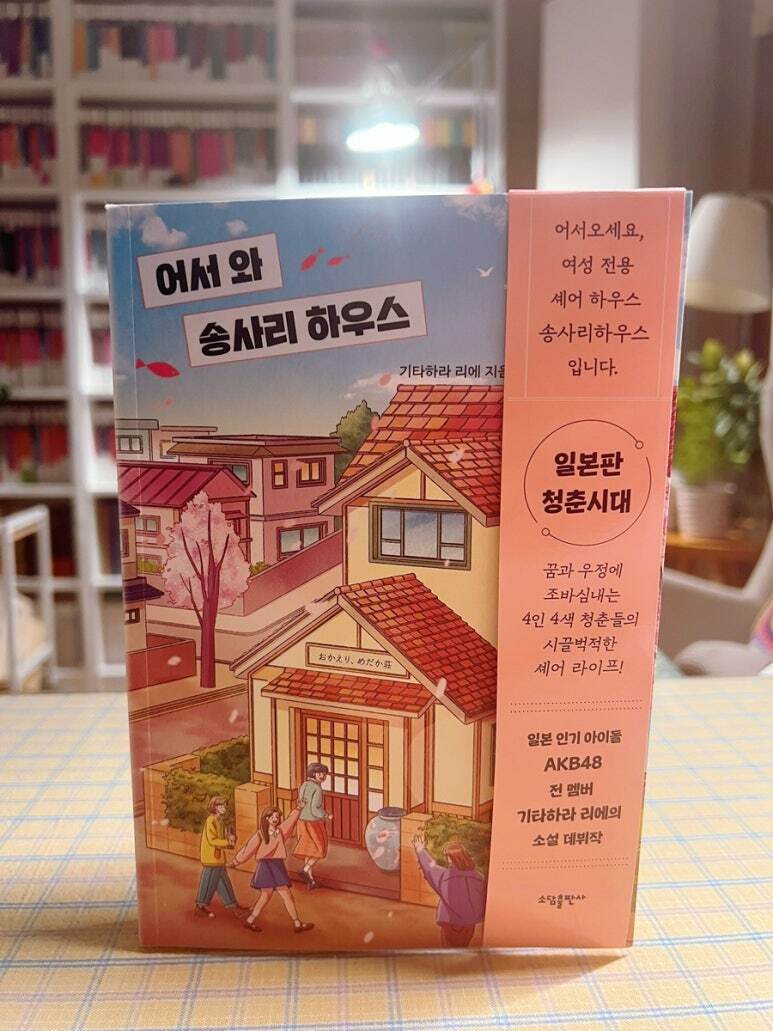 어서 와
송사리 하우스
기타하라 리에 지음
おかえり、めだか荘
어서오세요,
여성 전용
셰어 하우스
송사리하우스
입니다.
일본판
청춘시대
꿈과 우정에
조바심내는
4인 4색 청춘들의
시끌벅적한
셰어 라이프!
일본 인기 아이돌
AKB48
전 멤버
기타하라 리에의
소설 데뷔작
소담출판사